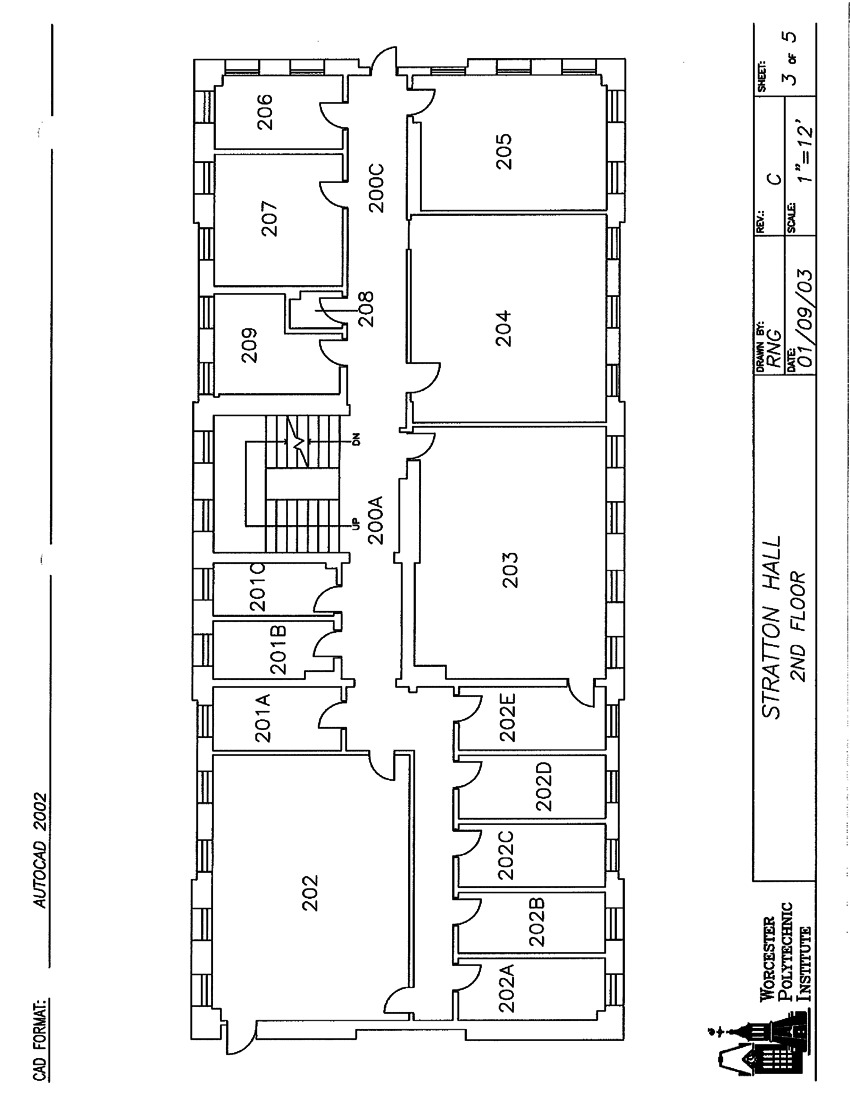 CAD FORMAT: AUTOCAD 2002
206
207
208
209
200C
205
204
203
200A
UP
DN
201C
201B
201A
202
202E
202D
202C
202B
202A
WORCESTER
POLYTECHNIC
INSTITUTE
STRATTON HALL
2ND FLOOR
DRAWN BY:
RNG
DATE:
01/09/03
REV.:
C
SCALE:
1"=12'
SHEET:
3 OF 5